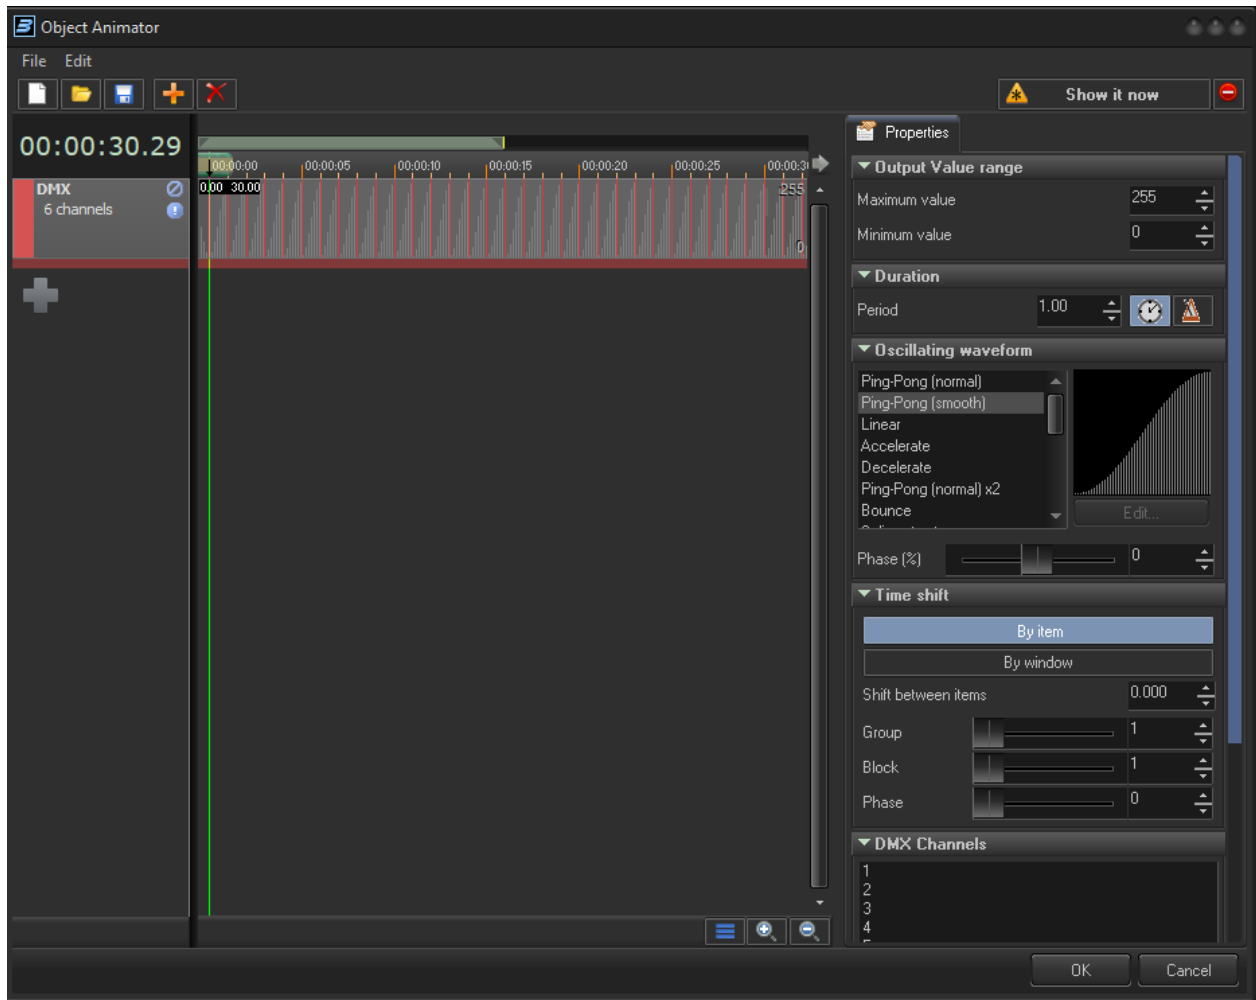 Object Animator
File Edit
Show it now
00:00:30.29
DMX
6 channels
00:00:00 00:00:05 00:00:10 00:00:15 00:00:20 00:00:25
0.00 30.00
255
0
Properties
Output Value range
Maximum value 255
Minimum value 0
Duration
Period 1.00
Oscillating waveform
Ping-Pong (normal)
Ping-Pong (smooth)
Linear
Accelerate
Decelerate
Ping-Pong (normal) x2
Bounce
Edit...
Phase (%) 0
Time shift
By item
By window
Shift between items 0.000
Group 1
Block 1
Phase 0
DMX Channels
1
2
3
4
OK Cancel